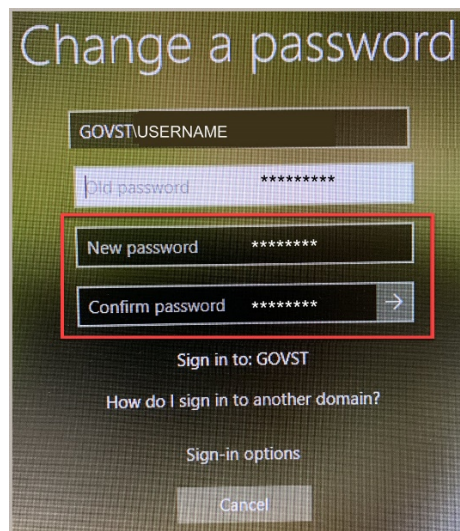 Change a password
GOVST\USERNAME
Old password *********
New password ********
Confirm password ******** →
Sign in to: GOVST
How do I sign in to another domain?
Sign-in options
Cancel